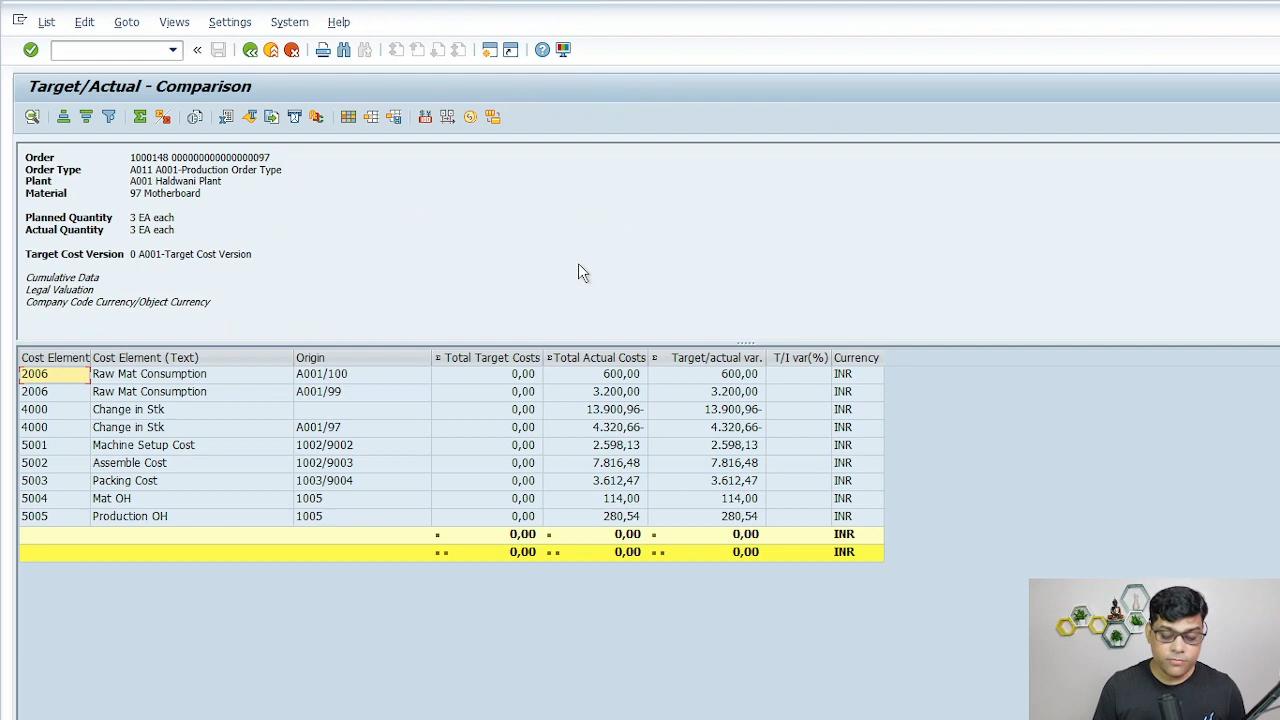 List Edit Goto Views Settings System Help
Target/Actual - Comparison
Order 1000148 000000000000000097
Order Type A011 A001-Production Order Type
Plant A001 Haldwani Plant
Material 97 Motherboard
Planned Quantity 3 EA each
Actual Quantity 3 EA each
Target Cost Version 0 A001-Target Cost Version
Cumulative Data
Legal Valuation
Company Code Currency/Object Currency
Cost Element Cost Element (Text) Origin Σ Total Target Costs Σ Total Actual Costs Σ Target/actual var. T/I var(%) Currency
2006 Raw Mat Consumption A001/100 0,00 600,00 600,00 INR
2006 Raw Mat Consumption A001/99 0,00 3.200,00 3.200,00 INR
4000 Change in Stk 0,00 13.900,96- 13.900,96- INR
4000 Change in Stk A001/97 0,00 4.320,66- 4.320,66- INR
5001 Machine Setup Cost 1002/9002 0,00 2.598,13 2.598,13 INR
5002 Assemble Cost 1002/9003 0,00 7.816,48 7.816,48 INR
5003 Packing Cost 1003/9004 0,00 3.612,47 3.612,47 INR
5004 Mat OH 1005 0,00 114,00 114,00 INR
5005 Production OH 1005 0,00 280,54 280,54 INR
▪ 0,00 ▪ 0,00 ▪ 0,00 INR
▪▪ 0,00 ▪▪ 0,00 ▪▪ 0,00 INR